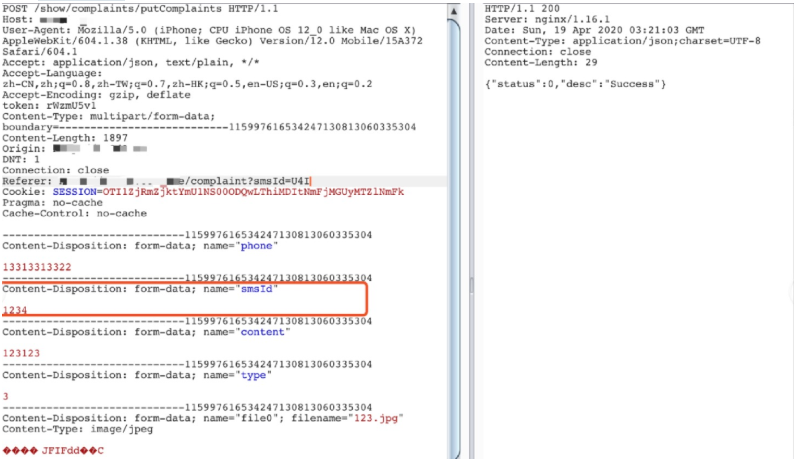 POST /show/complaints/putComplaints HTTP/1.1
Host:
User-Agent: Mozilla/5.0 (iPhone; CPU iPhone OS 12_0 like Mac OS X)
AppleWebKit/604.1.38 (KHTML, like Gecko) Version/12.0 Mobile/15A372
Safari/604.1
Accept: application/json, text/plain, */*
Accept-Language:
zh-CN,zh;q=0.8,zh-TW;q=0.7,zh-HK;q=0.5,en-US;q=0.3,en;q=0.2
Accept-Encoding: gzip, deflate
token: rWzmU5vl
Content-Type: multipart/form-data;
boundary=---------------------------115997616534247130813060335304
Content-Length: 1897
Origin:
DNT: 1
Connection: close
Referer: e/complaint?smsId=U4I
Cookie: SESSION=
Pragma: no-cache
Cache-Control: no-cache
-----------------------------115997616534247130813060335304
Content-Disposition: form-data; name="phone"
13313313322
-----------------------------115997616534247130813060335304
Content-Disposition: form-data; name="smsId"
1234
-----------------------------115997616534247130813060335304
Content-Disposition: form-data; name="content"
123123
-----------------------------115997616534247130813060335304
Content-Disposition: form-data; name="type"
3
-----------------------------115997616534247130813060335304
Content-Disposition: form-data; name="file0"; filename="123.jpg"
Content-Type: image/jpeg
���� JFIFdd��C
HTTP/1.1 200
Server: nginx/1.16.1
Date: Sun, 19 Apr 2020 03:21:03 GMT
Content-Type: application/json;charset=UTF-8
Connection: close
Content-Length: 29
{"status":0,"desc":"Success"}